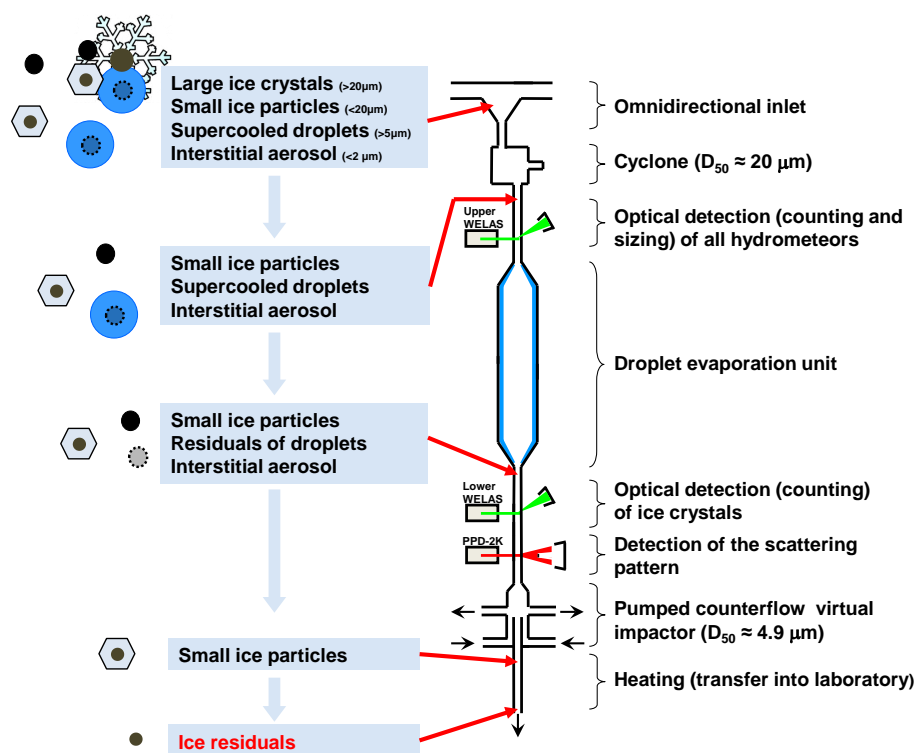 Large ice crystals (>20µm)
Small ice particles (<20µm)
Supercooled droplets (>5µm)
Interstitial aerosol (<2 µm)
Omnidirectional inlet
Cyclone (D50 ≈ 20 µm)
Upper
WELAS
Optical detection (counting and
sizing) of all hydrometeors
Small ice particles
Supercooled droplets
Interstitial aerosol
Droplet evaporation unit
Small ice particles
Residuals of droplets
Interstitial aerosol
Lower
WELAS
Optical detection (counting)
of ice crystals
PPD-2K
Detection of the scattering
pattern
Pumped counterflow virtual
impactor (D50 ≈ 4.9 µm)
Small ice particles
Heating (transfer into laboratory)
Ice residuals